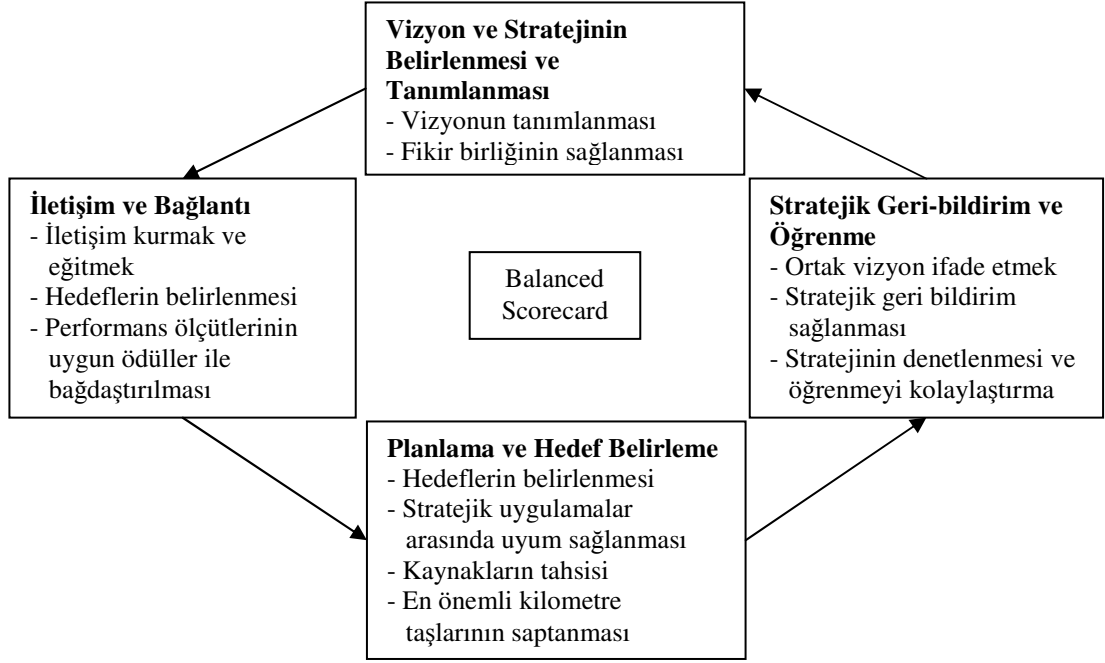 Vizyon ve Stratejinin
Belirlenmesi ve
Tanımlanması
- Vizyonun tanımlanması
- Fikir birliğinin sağlanması
İletişim ve Bağlantı
- İletişim kurmak ve
eğitmek
- Hedeflerin belirlenmesi
- Performans ölçütlerinin
uygun ödüller ile
bağdaştırılması
Balanced
Scorecard
Stratejik Geri-bildirim ve
Öğrenme
- Ortak vizyon ifade etmek
- Stratejik geri bildirim
sağlanması
- Stratejinin denetlenmesi ve
öğrenmeyi kolaylaştırma
Planlama ve Hedef Belirleme
- Hedeflerin belirlenmesi
- Stratejik uygulamalar
arasında uyum sağlanması
- Kaynakların tahsisi
- En önemli kilometre
taşlarının saptanması